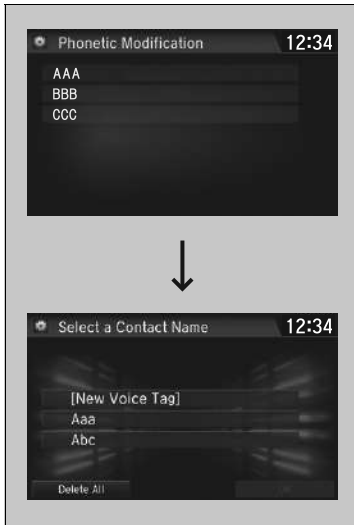 Phonetic Modification 12:34
AAA
BBB
CCC
Select a Contact Name 12:34
[New Voice Tag]
Aaa
Abc
Delete All